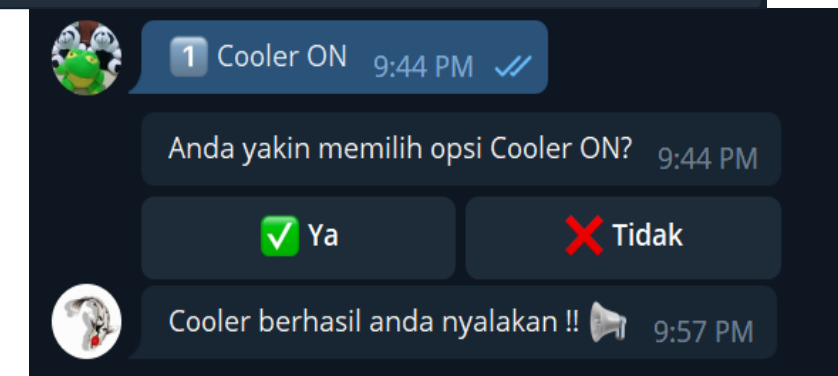 1 Cooler ON 9:44 PM
Anda yakin memilih opsi Cooler ON? 9:44 PM
Ya Tidak
Cooler berhasil anda nyalakan !! 9:57 PM